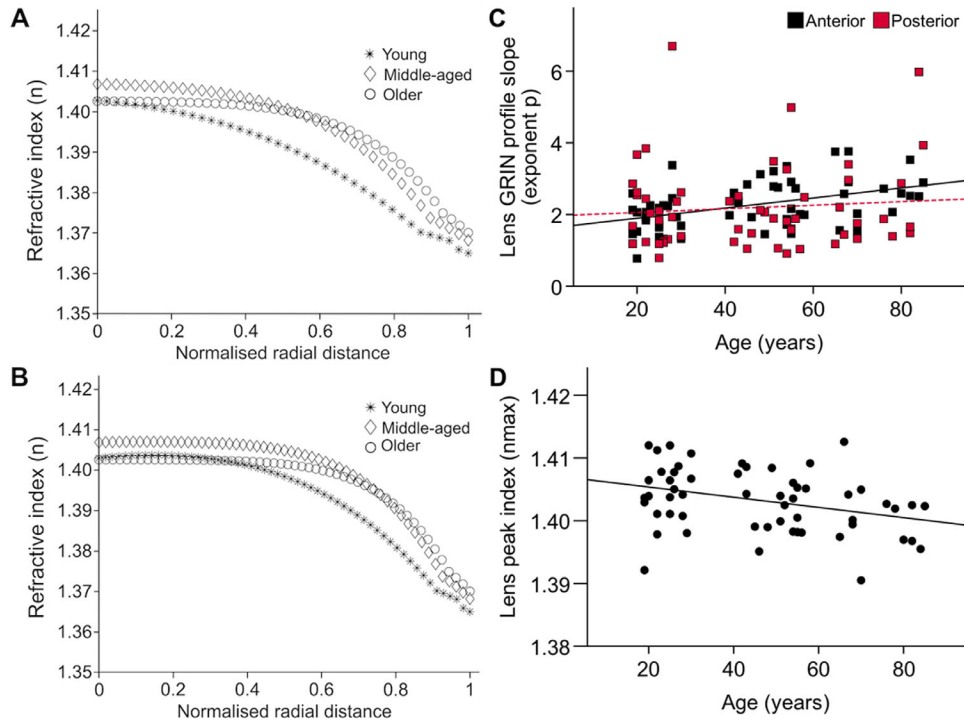 A
1.42
1.41
1.40
1.39
1.38
1.37
1.36
1.35
Refractive index (n)
Young
Middle-aged
Older
0 0.2 0.4 0.6 0.8 1
Normalised radial distance
B
1.42
1.41
1.40
1.39
1.38
1.37
1.36
1.35
Refractive index (n)
Young
Middle-aged
Older
0 0.2 0.4 0.6 0.8 1
Normalised radial distance
C
Anterior Posterior
6
4
2
0
Lens GRIN profile slope
(exponent p)
20 40 60 80
Age (years)
D
1.42
1.41
1.40
1.39
1.38
Lens peak index (nmax)
20 40 60 80
Age (years)